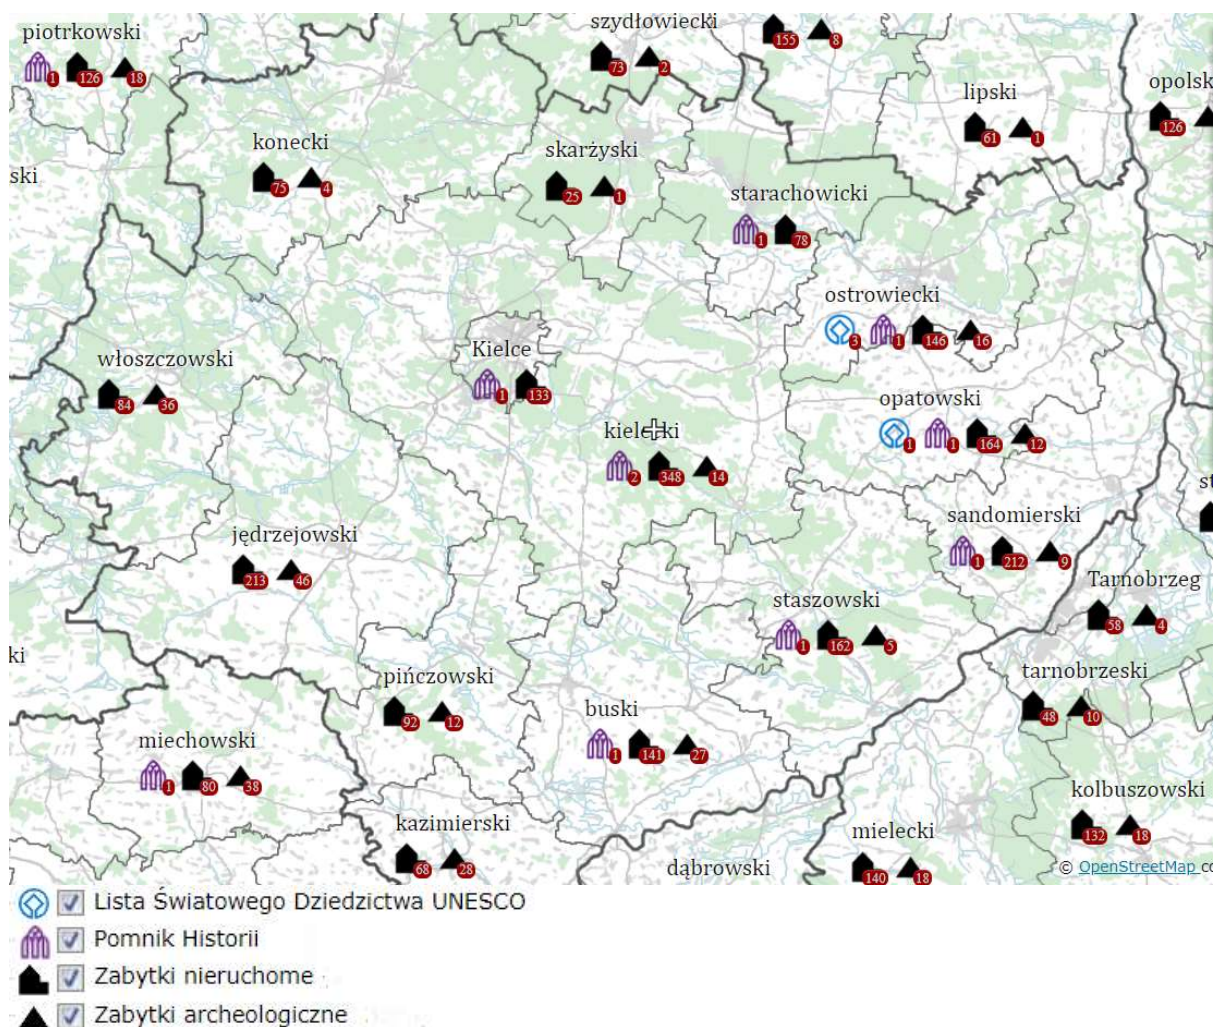 piotrkowski
1 126 18
szydłowiecki
73 2
155 8
lipski
61 1
opolsk
126
konecki
75 4
skarżyski
25 1
ski
starachowicki
1 78
ostrowiecki
3 1 146 16
Kielce
1 133
włoszczowski
84 36
opatowski
1 1 164 12
kielecki
2 348 14
st
sandomierski
1 212 9
jędrzejowski
213 46
Tarnobrzeg
58 4
staszowski
1 162 5
ki
tarnobrzeski
48 10
pińczowski
92 12
buski
1 141 27
miechowski
1 80 38
kolbuszowski
132 18
kazimierski
68 28
mielecki
140 18
dąbrowski
© OpenStreetMap co
Lista Światowego Dziedzictwa UNESCO
Pomnik Historii
Zabytki nieruchome
Zabytki archeologiczne